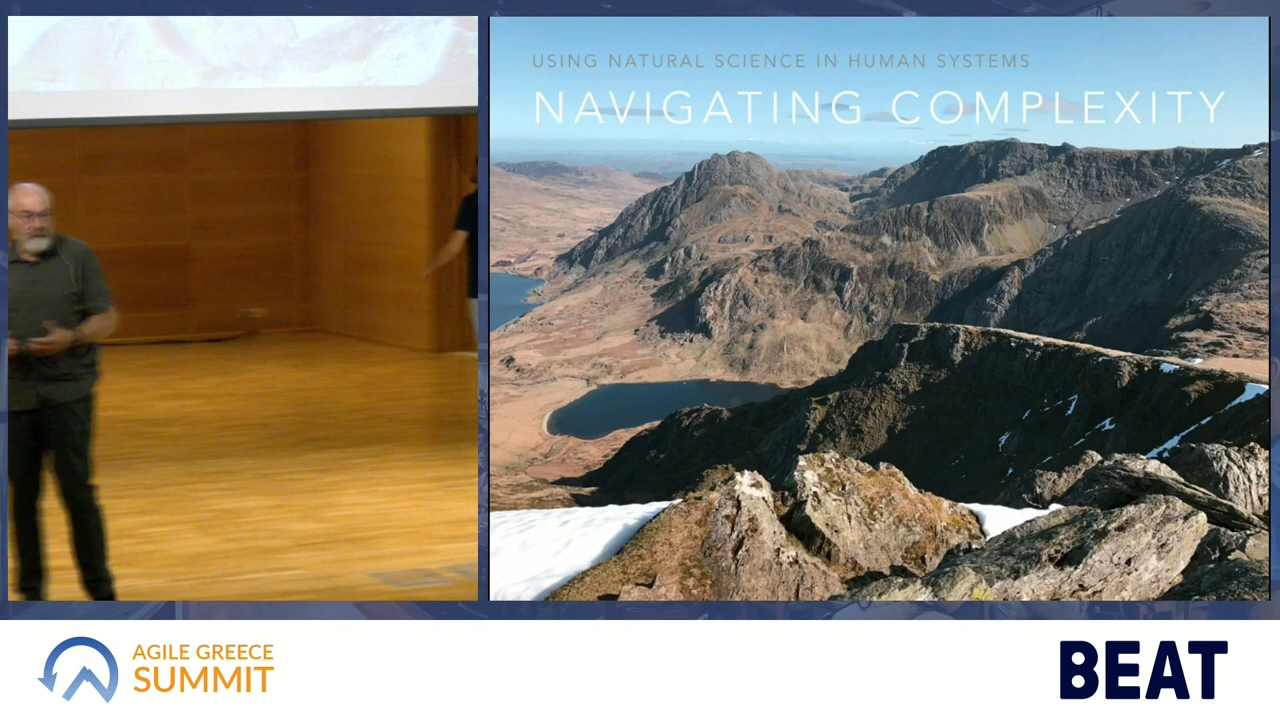 USING NATURAL SCIENCE IN HUMAN SYSTEMS
NAVIGATING COMPLEXITY
AGILE GREECE
SUMMIT
BEAT